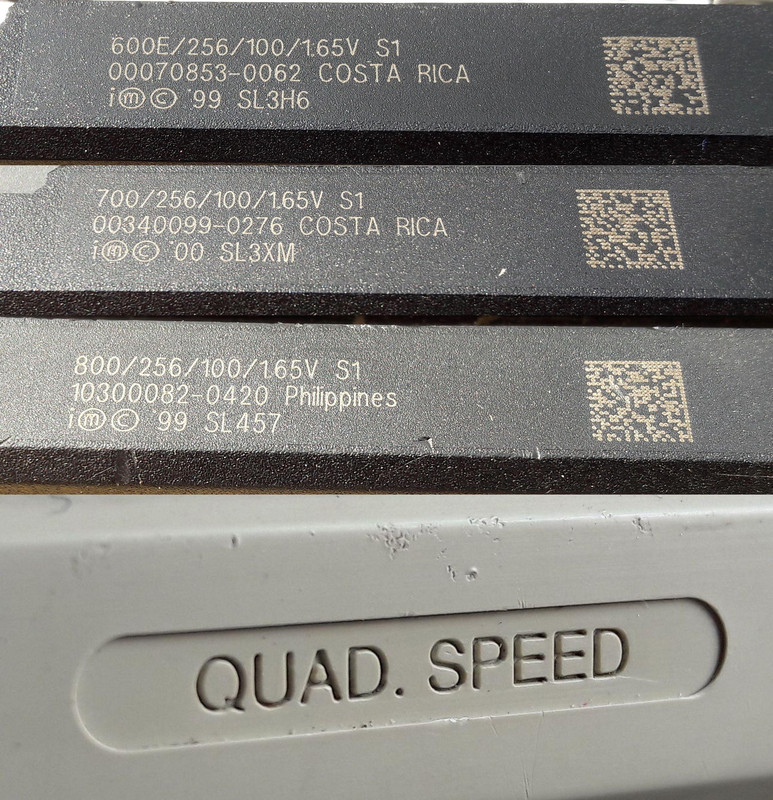 600E/256/100/1.65V S1
00070853-0062 COSTA RICA
i ⓜ © '99 SL3H6
700/256/100/1.65V S1
00340099-0276 COSTA RICA
i ⓜ © '00 SL3XM
800/256/100/1.65V S1
10300082-0420 Philippines
i ⓜ © 99 SL457
QUAD. SPEED